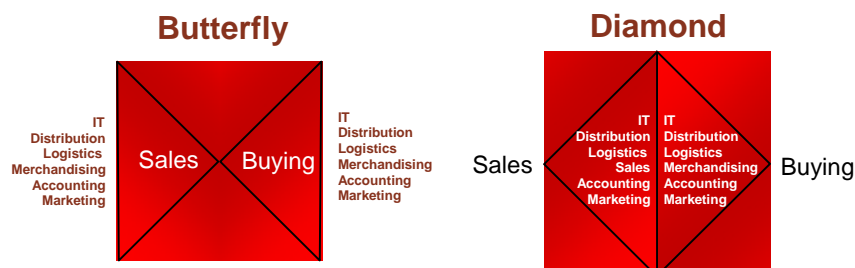 Butterfly
IT
Distribution
Logistics
Merchandising
Accounting
Marketing
Sales
Buying
IT
Distribution
Logistics
Merchandising
Accounting
Marketing
Diamond
Sales
IT
Distribution
Logistics
Sales
Accounting
Marketing
IT
Distribution
Logistics
Merchandising
Accounting
Marketing
Buying